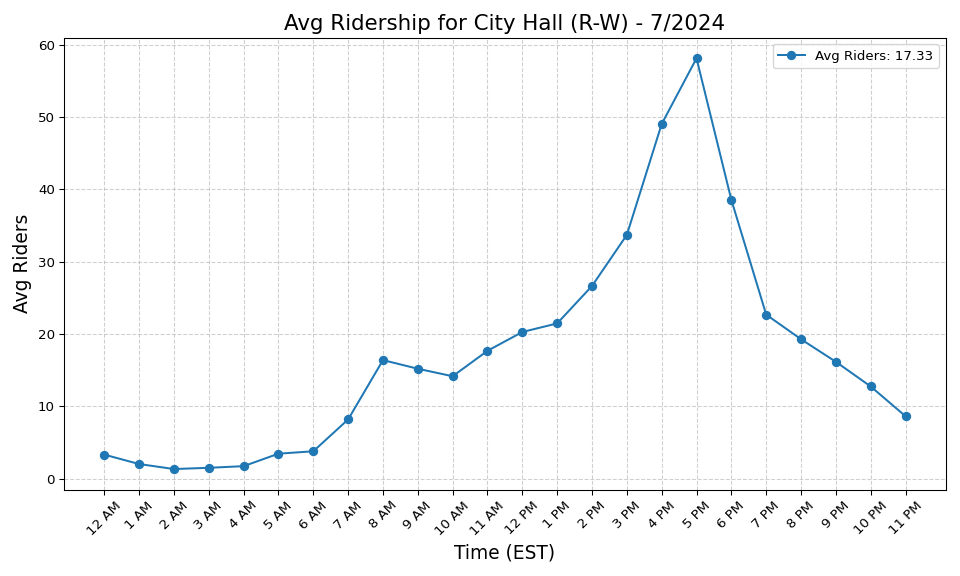 Avg Ridership for City Hall (R-W) - 7/2024
Avg Riders: 17.33
Avg Riders
60
50
40
30
20
10
0
12 AM 1 AM 2 AM 3 AM 4 AM 5 AM 6 AM 7 AM 8 AM 9 AM 10 AM 11 AM 12 PM 1 PM 2 PM 3 PM 4 PM 5 PM 6 PM 7 PM 8 PM 9 PM 10 PM 11 PM
Time (EST)